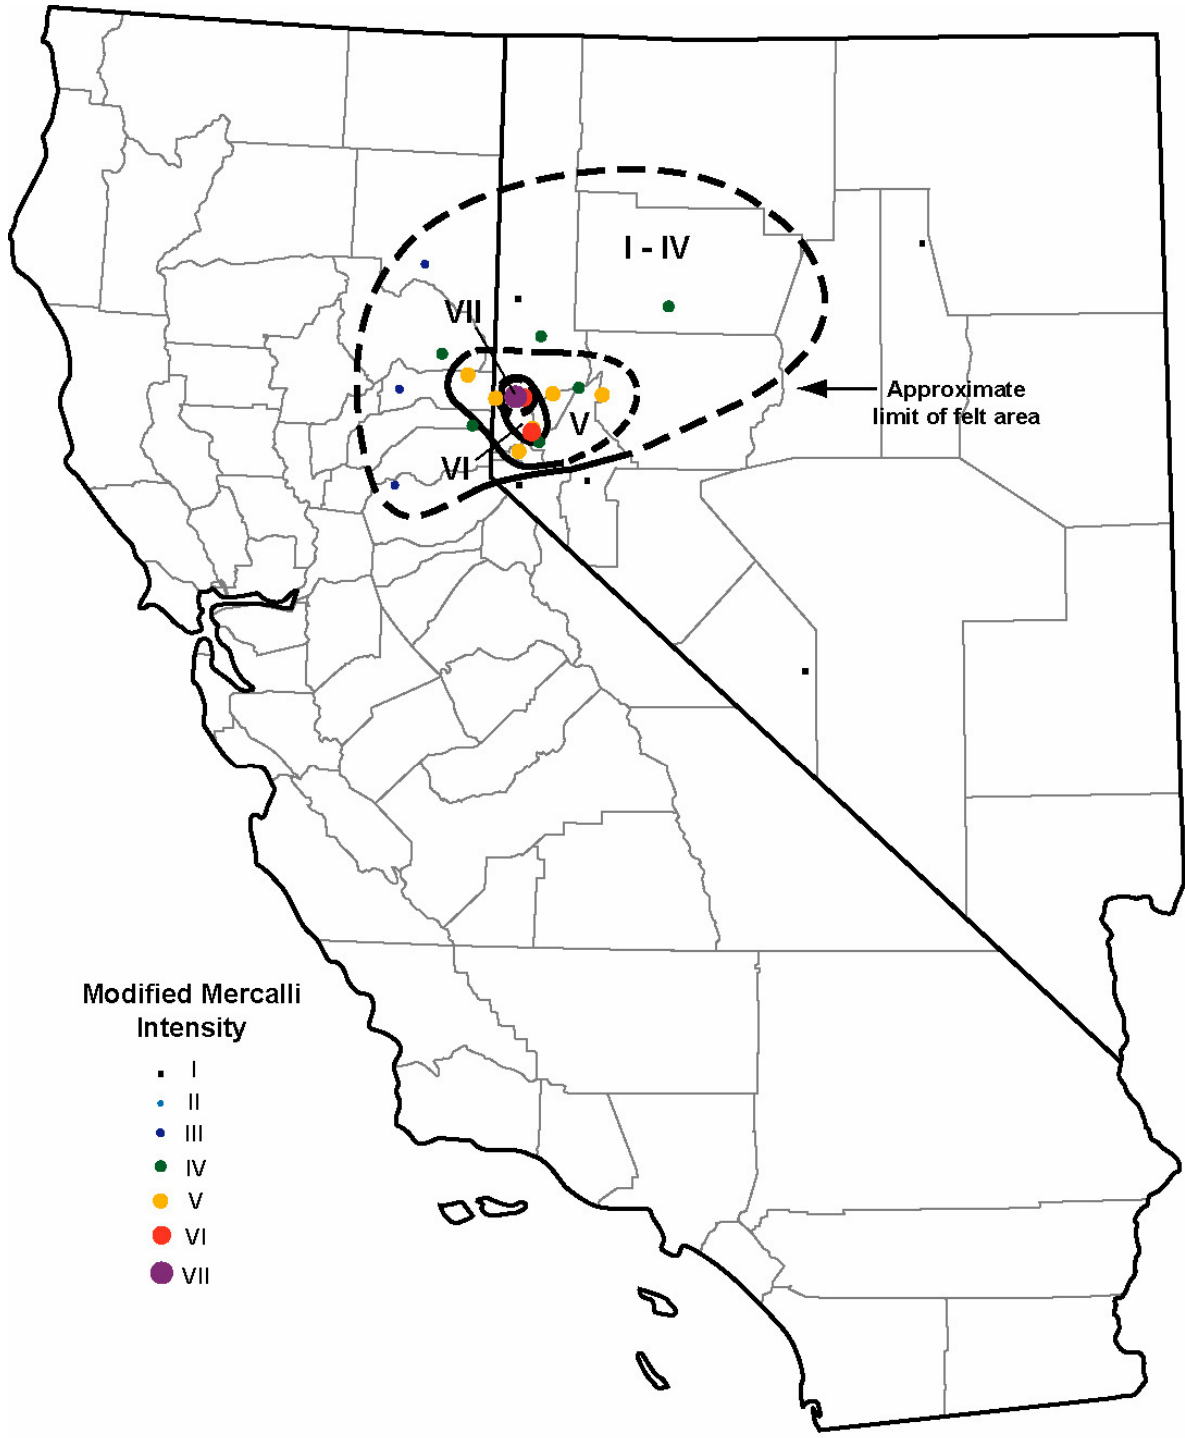 I - IV
VII
Approximate
limit of felt area
V
VI
Modified Mercalli
Intensity
I
II
III
IV
V
VI
VII